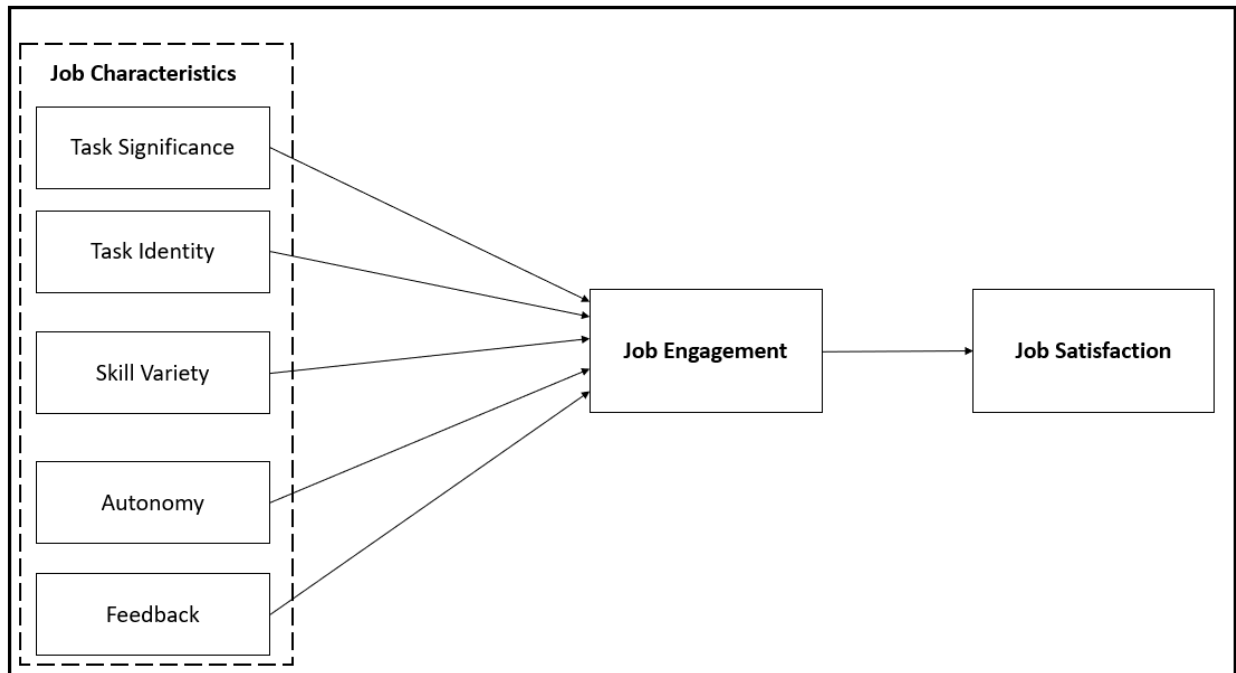 Job Characteristics
Task Significance
Task Identity
Skill Variety
Autonomy
Feedback
Job Engagement
Job Satisfaction